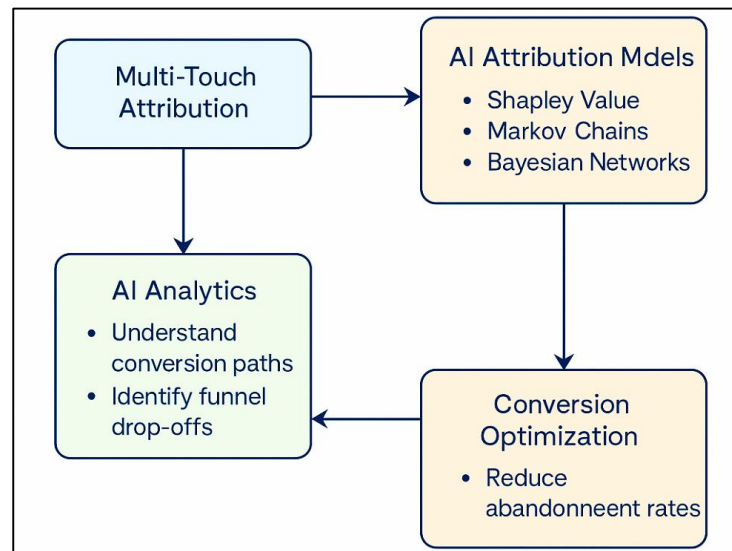 Multi-Touch
Attribution
AI Attribution Mdels
• Shapley Value
• Markov Chains
• Bayesian Networks
AI Analytics
• Understand
conversion paths
• Identify funnel
drop-offs
Conversion
Optimization
• Reduce
abandonneent rates